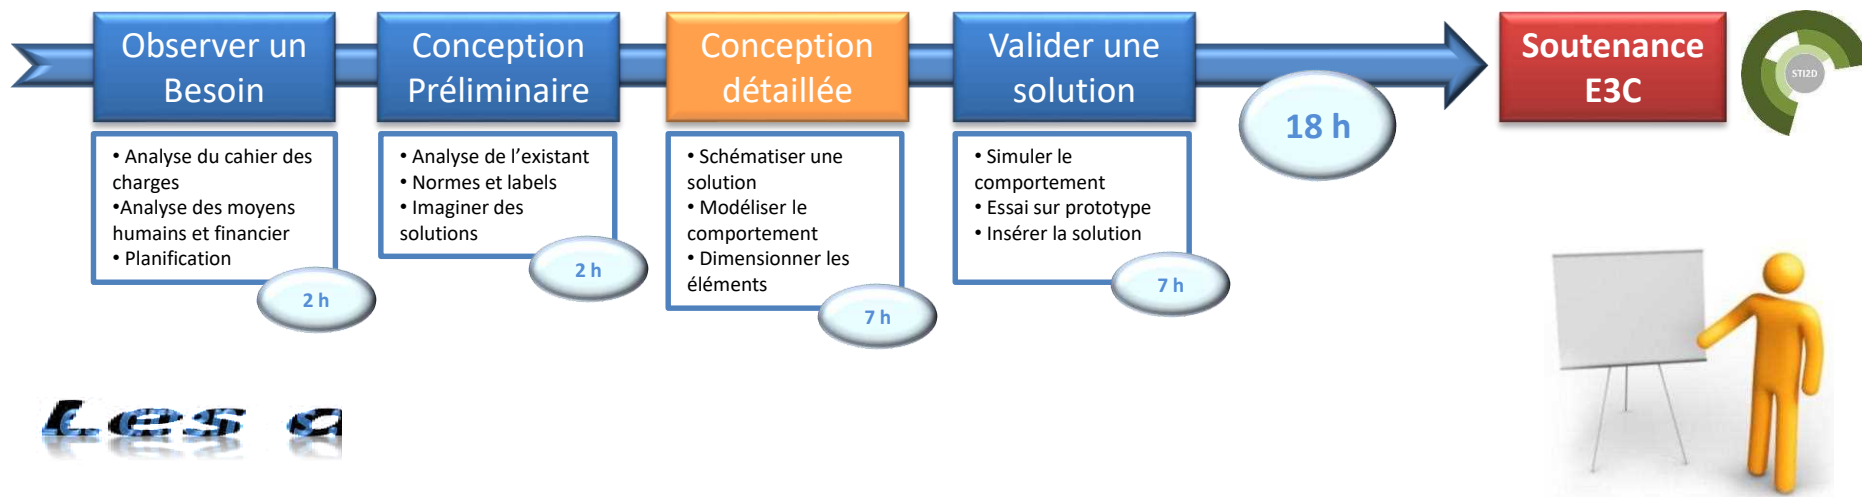 Observer un
Besoin
Conception
Préliminaire
Conception
détaillée
Valider une
solution
Soutenance
E3C
STI2D
18 h
• Analyse du cahier des
charges
•Analyse des moyens
humains et financier
• Planification
2 h
• Analyse de l’existant
• Normes et labels
• Imaginer des
solutions
2 h
• Schématiser une
solution
• Modéliser le
comportement
• Dimensionner les
éléments
7 h
• Simuler le
comportement
• Essai sur prototype
• Insérer la solution
7 h
Les